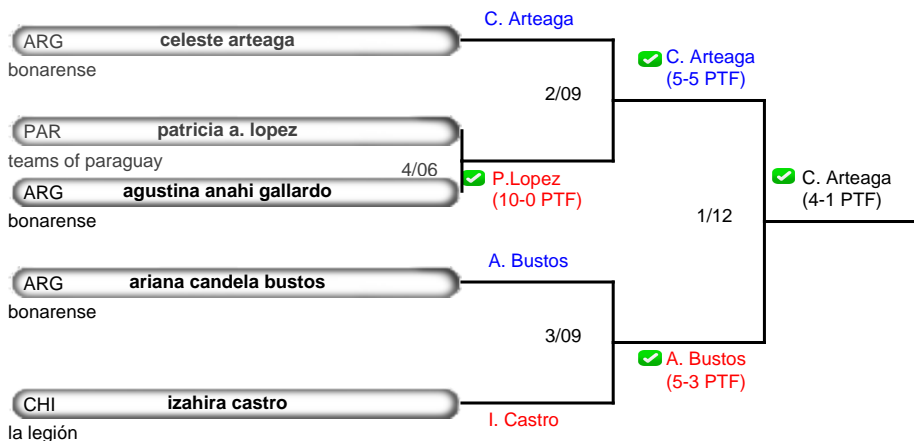 C. Arteaga
ARG celeste arteaga
bonarense
C. Arteaga
(5-5 PTF)
2/09
PAR patricia a. lopez
teams of paraguay
4/06
P.Lopez
(10-0 PTF)
ARG agustina anahi gallardo
bonarense
C. Arteaga
(4-1 PTF)
1/12
A. Bustos
ARG ariana candela bustos
bonarense
3/09
A. Bustos
(5-3 PTF)
CHI izahira castro
I. Castro
la legión